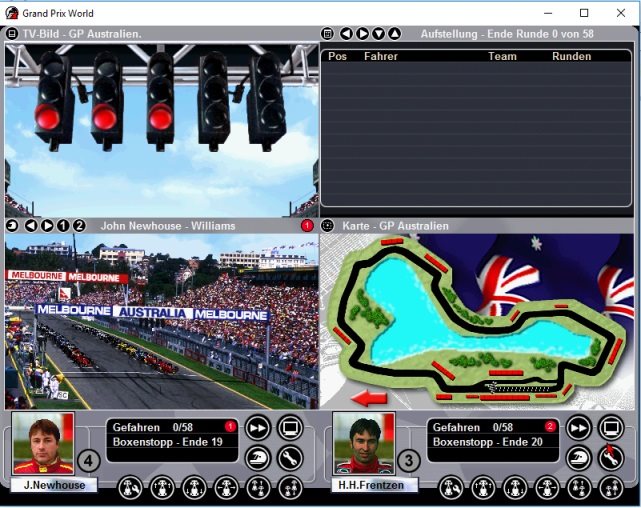 Grand Prix World
TV-Bild - GP Australien.
Aufstellung - Ende Runde 0 von 58
Pos Fahrer Team Runden
1 2 John Newhouse - Williams 1
Karte - GP Australien
MELBOURNE MELBOURNE
MELBOURNE AUSTRALIA MELBOURNE
SC
4
Gefahren 0/58 1
Boxenstopp - Ende 19
J.Newhouse
3
Gefahren 0/58 2
Boxenstopp - Ende 20
H.H.Frentzen